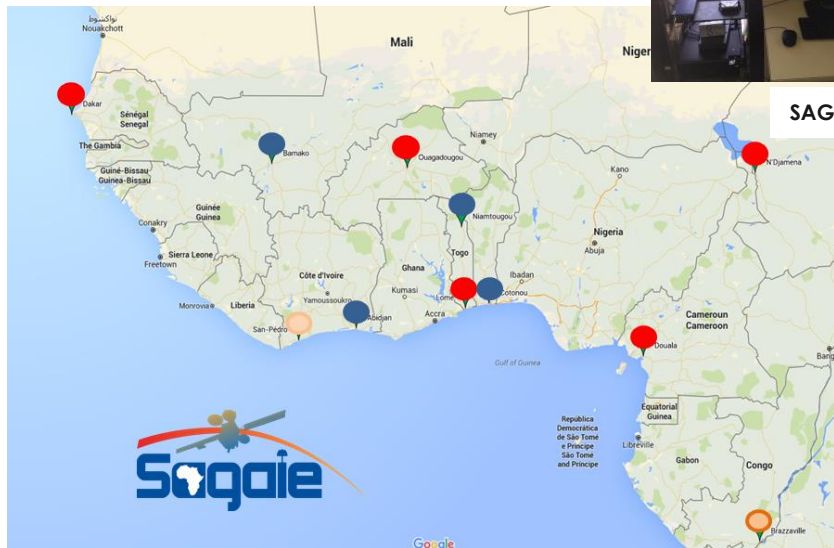 نواكشوط
Nouakchott
Mali
Niger
SAG
Dakar
Sénégal
Senegal
The Gambia
Bamako
Ouagadougou
Niamey
N'Djamena
Kano
Guiné-Bissau
Guinea-Bissau
Guinée
Guinea
Conakry
Freetown
Sierra Leone
Niamtougou
Nigeria
Abuja
Togo
Ghana
Côte d'Ivoire
Yamoussoukro
Kumasi
Ibadan
Lome
Cotonou
Monrovia
Liberia
San-Pédro
Abidjan
Accra
Cameroun
Cameroon
Douala
Bang
Gulf of Guinea
Equatorial
Guinea
República
Democrática
de São Tomé
e Príncipe
São Tomé
and Príncipe
Libreville
Gabon
Congo
Brazzaville
Sagaie
Google